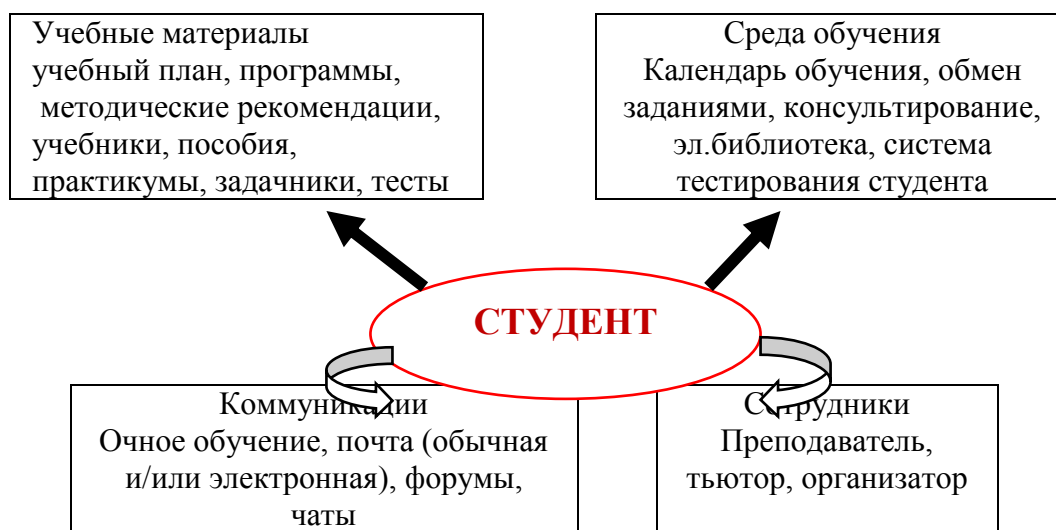 Учебные материалы
учебный план, программы,
методические рекомендации,
учебники, пособия,
практикумы, задачники, тесты
Среда обучения
Календарь обучения, обмен
заданиями, консультирование,
эл.библиотека, система
тестирования студента
СТУДЕНТ
Коммуникации
Очное обучение, почта (обычная
и/или электронная), форумы,
чаты
Сотрудники
Преподаватель,
тьютор, организатор